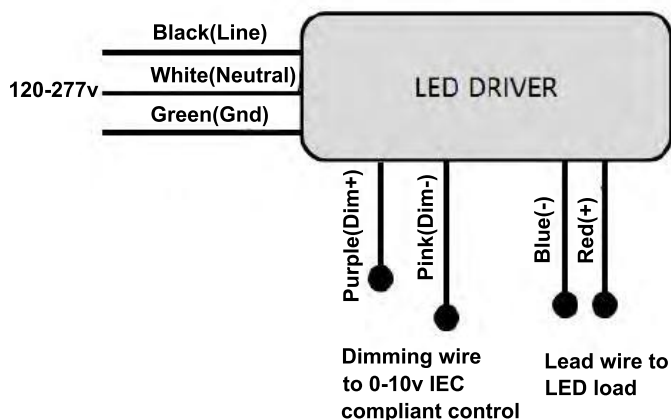 Black(Line)
120-277v
White(Neutral)
Green(Gnd)
LED DRIVER
Purple(Dim+)
Pink(Dim-)
Blue(-)
Red(+)
Dimming wire
to 0-10v IEC
compliant control
Lead wire to
LED load